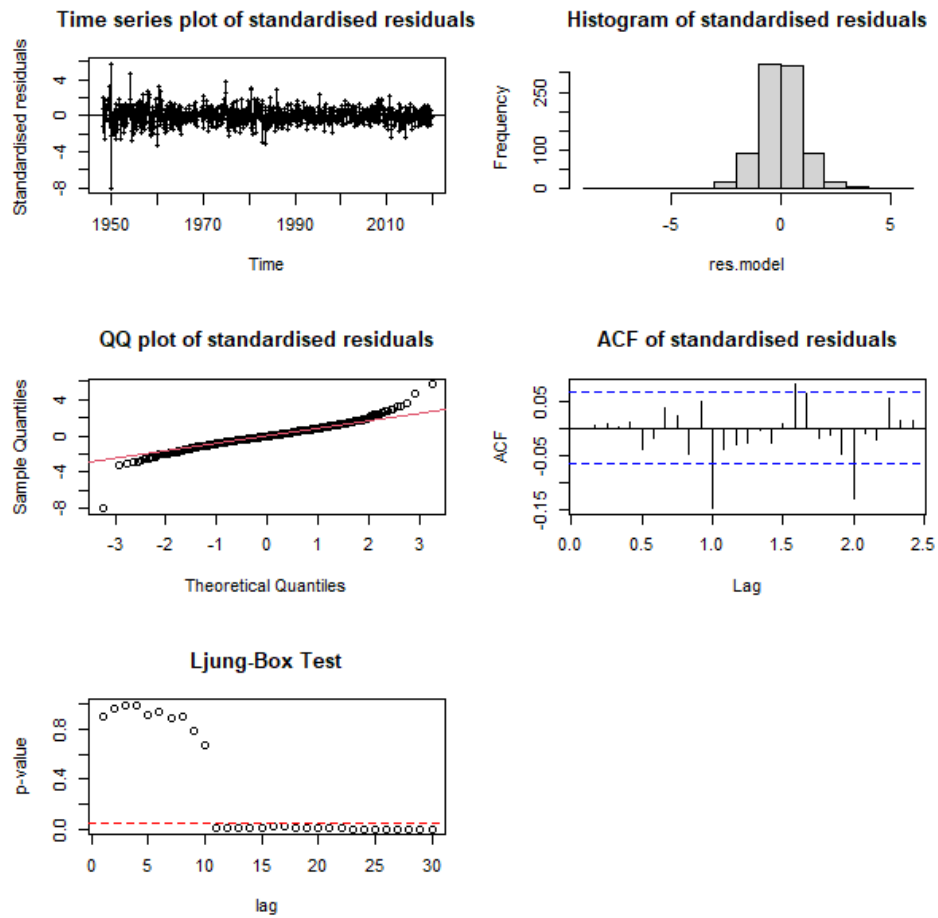 Time series plot of standardised residuals
Standardised residuals
4
0
-4
-8
1950
1970
1990
2010
Time
Histogram of standardised residuals
Frequency
250
100
0
-5
0
5
res.model
QQ plot of standardised residuals
Sample Quantiles
4
0
-4
-8
-3
-2
-1
0
1
2
3
Theoretical Quantiles
ACF of standardised residuals
ACF
0.05
-0.05
-0.15
0.0
0.5
1.0
1.5
2.0
2.5
Lag
Ljung-Box Test
p-value
0.8
0.4
0.0
0
5
10
15
20
25
30
lag